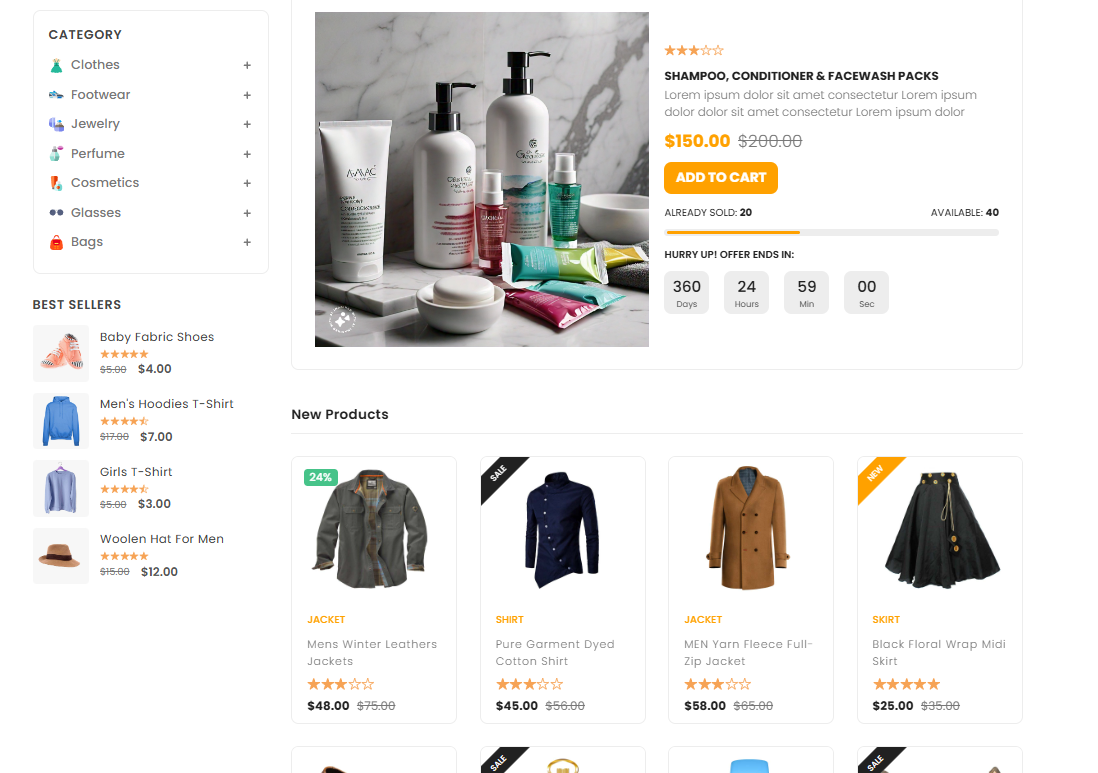 CATEGORY
Clothes +
Footwear +
Jewelry +
Perfume +
Cosmetics +
Glasses +
Bags +
BEST SELLERS
Baby Fabric Shoes
$5.00 $4.00
Men's Hoodies T-Shirt
$17.00 $7.00
Girls T-Shirt
$5.00 $3.00
Woolen Hat For Men
$15.00 $12.00
SHAMPOO, CONDITIONER & FACEWASH PACKS
Lorem ipsum dolor sit amet consectetur Lorem ipsum
dolor dolor sit amet consectetur Lorem ipsum dolor
$150.00 $200.00
ADD TO CART
ALREADY SOLD: 20 AVAILABLE: 40
HURRY UP! OFFER ENDS IN:
360 24 59 00
Days Hours Min Sec
New Products
24%
JACKET
Mens Winter Leathers
Jackets
$48.00 $75.00
SALE
SHIRT
Pure Garment Dyed
Cotton Shirt
$45.00 $56.00
JACKET
MEN Yarn Fleece Full-
Zip Jacket
$58.00 $65.00
NEW
SKIRT
Black Floral Wrap Midi
Skirt
$25.00 $35.00
SALE
SALE